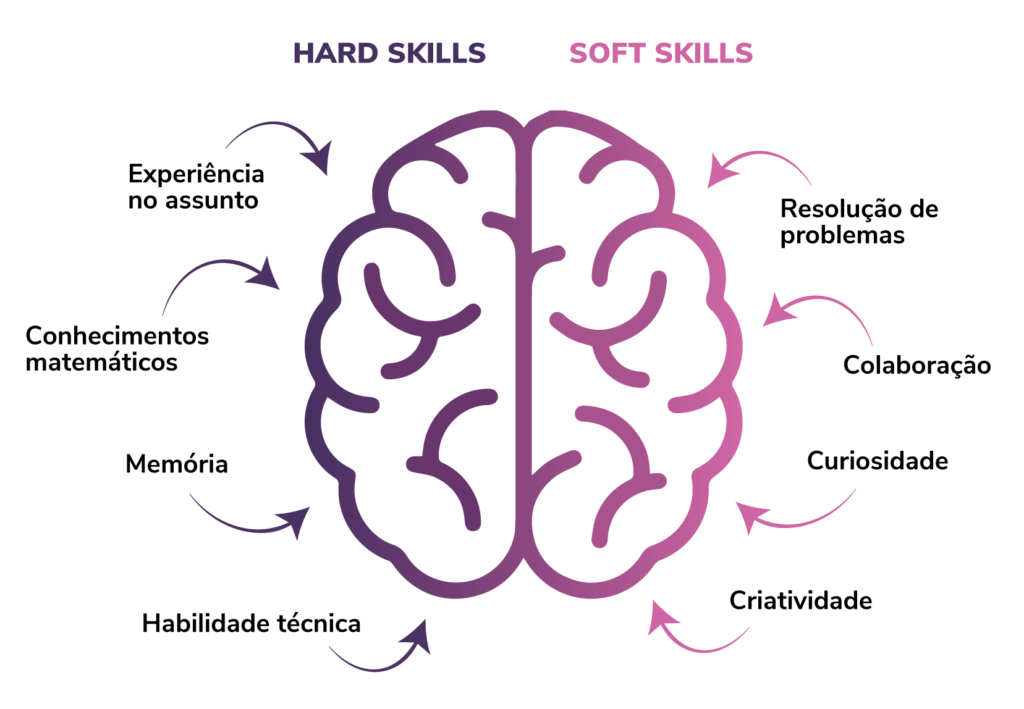 HARD SKILLS
SOFT SKILLS
Experiência
no assunto
Conhecimentos
matemáticos
Memória
Habilidade técnica
Resolução de
problemas
Colaboração
Curiosidade
Criatividade